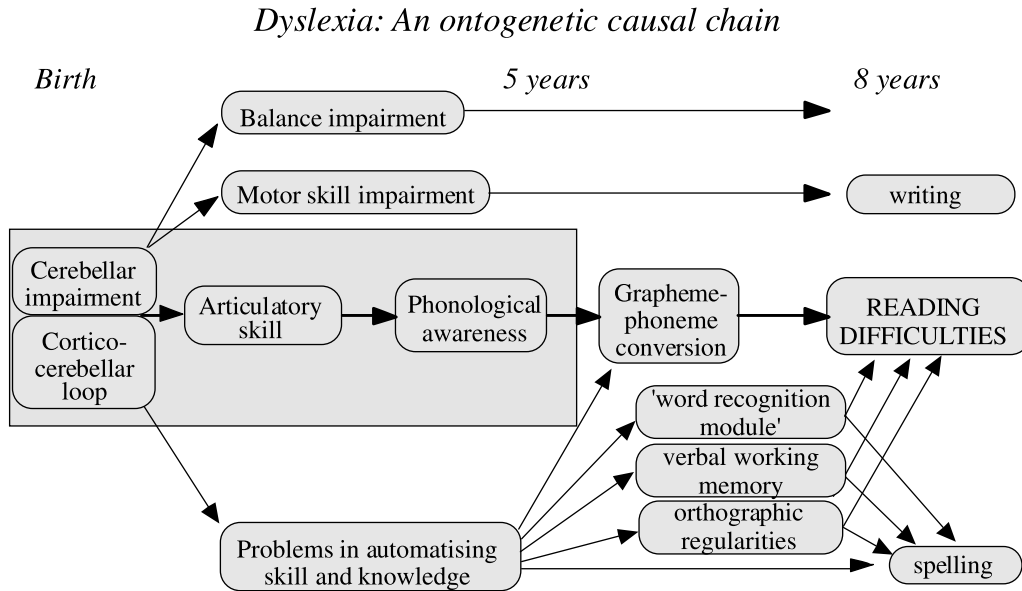 Dyslexia: An ontogenetic causal chain
Birth
5 years
8 years
Balance impairment
Motor skill impairment
writing
Cerebellar
impairment
Cortico-
cerebellar
loop
Articulatory
skill
Phonological
awareness
Grapheme-
phoneme
conversion
READING
DIFFICULTIES
'word recognition
module'
verbal working
memory
orthographic
regularities
Problems in automatising
skill and knowledge
spelling